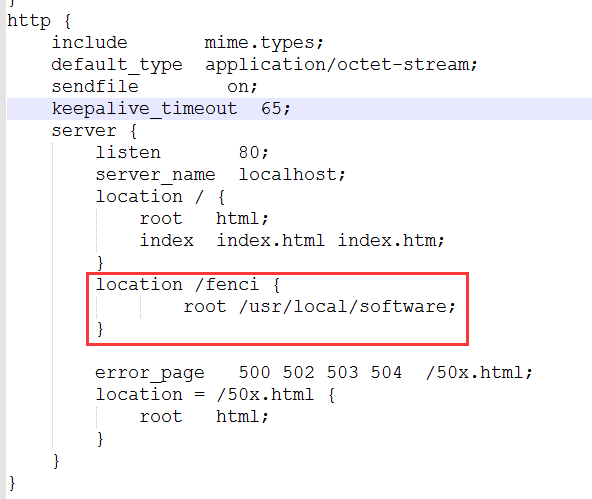 }
http {
    include       mime.types;
    default_type  application/octet-stream;
    sendfile        on;
    keepalive_timeout  65;
    server {
        listen       80;
        server_name  localhost;
        location / {
            root   html;
            index  index.html index.htm;
        }
        location /fenci {
                root /usr/local/software;
        }

        error_page   500 502 503 504  /50x.html;
        location = /50x.html {
            root   html;
        }
    }
}